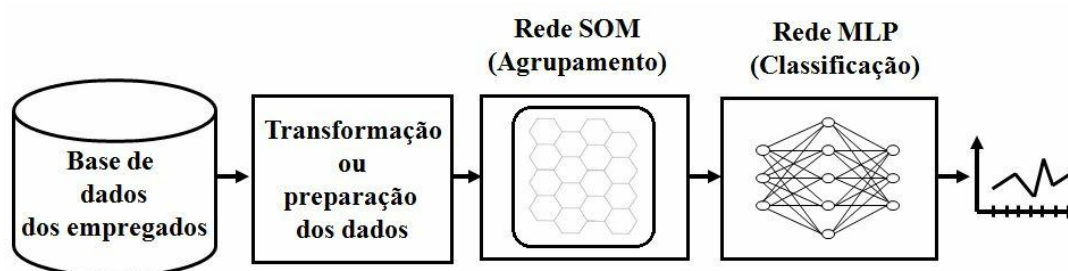 Base de
dados
dos empregados
Transformação
ou
preparação
dos dados
Rede SOM
(Agrupamento)
Rede MLP
(Classificação)